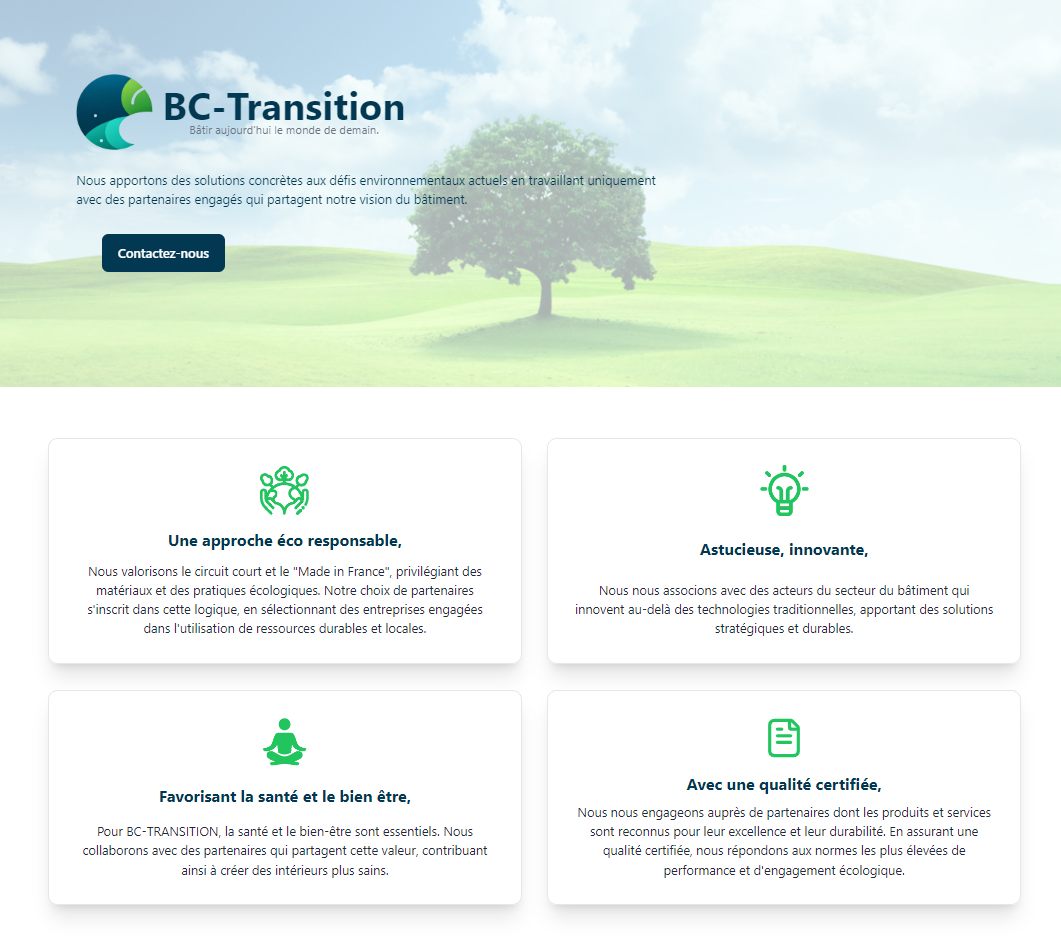 BC-Transition
Bâtir aujourd'hui le monde de demain.
Nous apportons des solutions concrètes aux défis environnementaux actuels en travaillant uniquement
avec des partenaires engagés qui partagent notre vision du bâtiment.
Contactez-nous
Une approche éco responsable,
Nous valorisons le circuit court et le "Made in France", privilégiant des
matériaux et des pratiques écologiques. Notre choix de partenaires
s'inscrit dans cette logique, en sélectionnant des entreprises engagées
dans l'utilisation de ressources durables et locales.
Astucieuse, innovante,
Nous nous associons avec des acteurs du secteur du bâtiment qui
innovent au-delà des technologies traditionnelles, apportant des solutions
stratégiques et durables.
Favorisant la santé et le bien être,
Pour BC-TRANSITION, la santé et le bien-être sont essentiels. Nous
collaborons avec des partenaires qui partagent cette valeur, contribuant
ainsi à créer des intérieurs plus sains.
Avec une qualité certifiée,
Nous nous engageons auprès de partenaires dont les produits et services
sont reconnus pour leur excellence et leur durabilité. En assurant une
qualité certifiée, nous répondons aux normes les plus élevées de
performance et d'engagement écologique.